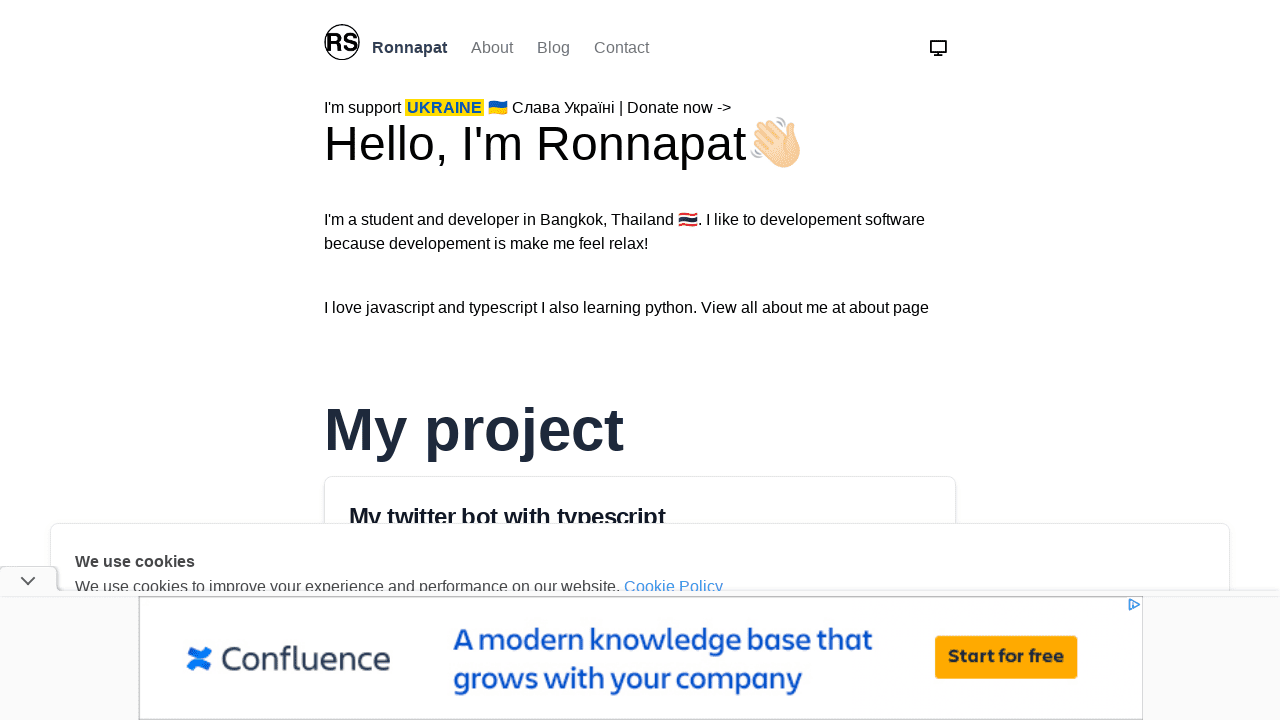 RS Ronnapat About Blog Contact
I'm support UKRAINE 🇺🇦 Слава Україні | Donate now ->
Hello, I'm Ronnapat👋🏻
I'm a student and developer in Bangkok, Thailand 🇹🇭. I like to developement software
because developement is make me feel relax!
I love javascript and typescript I also learning python. View all about me at about page
My project
My twitter bot with typescript
We use cookies
We use cookies to improve your experience and performance on our website. Cookie Policy
Confluence
A modern knowledge base that
grows with your company
Start for free